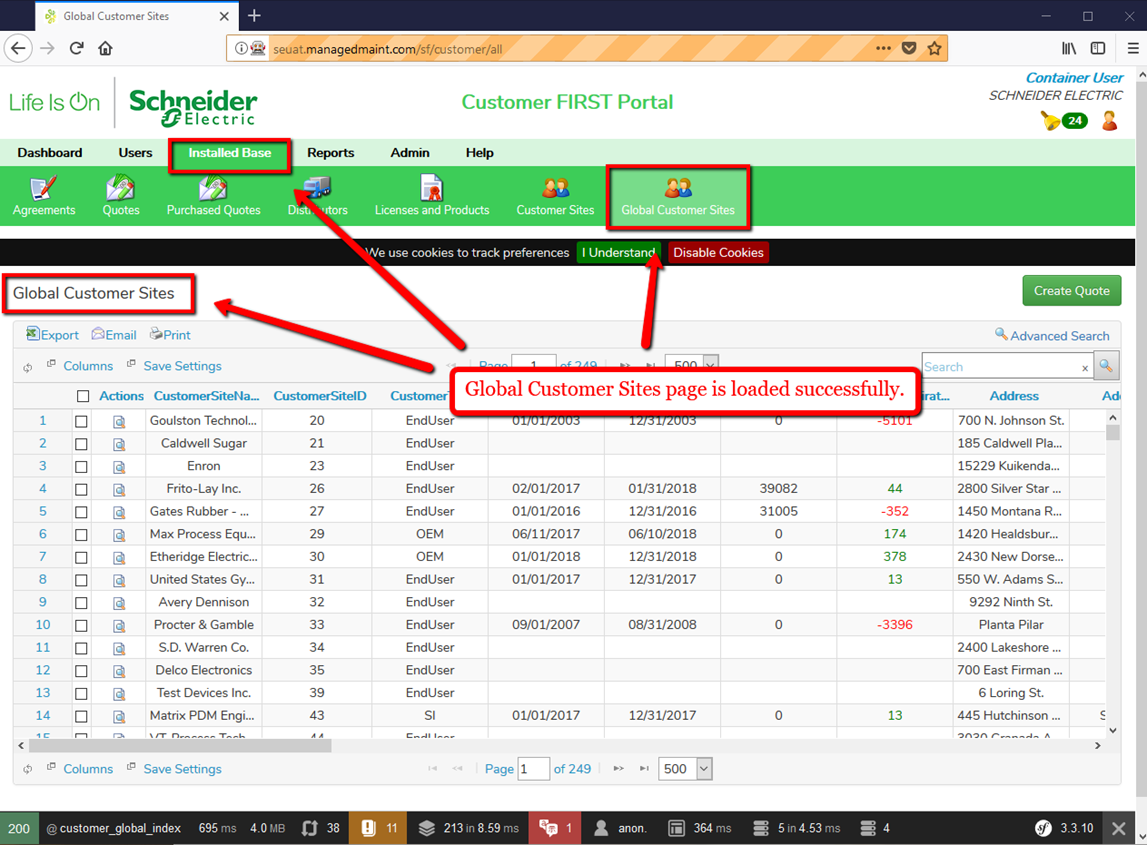 Global Customer Sites
seuat.managedmaint.com/sf/customer/all
Container User
SCHNEIDER ELECTRIC
24
Life Is On
Schneider Electric
Customer FIRST Portal
Dashboard Users Installed Base Reports Admin Help
Agreements Quotes Purchased Quotes Distributors Licenses and Products Customer Sites Global Customer Sites
We use cookies to track preferences I Understand Disable Cookies
Global Customer Sites
Create Quote
Export Email Print Advanced Search
Columns Save Settings Page 1 of 249 500 Search x
Global Customer Sites page is loaded successfully.
Actions CustomerSiteNa... CustomerSiteID Customer Address
1 Goulston Technol... 20 EndUser 01/01/2003 12/31/2003 0 -5101 700 N. Johnson St.
2 Caldwell Sugar 21 EndUser 185 Caldwell Pla...
3 Enron 23 EndUser 15229 Kuikenda...
4 Frito-Lay Inc. 26 EndUser 02/01/2017 01/31/2018 39082 44 2800 Silver Star ...
5 Gates Rubber - ... 27 EndUser 01/01/2016 12/31/2016 31005 -352 1450 Montana R...
6 Max Process Equ... 29 OEM 06/11/2017 06/10/2018 0 174 1420 Healdsbur...
7 Etheridge Electric... 30 OEM 01/01/2018 12/31/2018 0 378 2430 New Dorse...
8 United States Gy... 31 EndUser 01/01/2017 12/31/2017 0 13 550 W. Adams S...
9 Avery Dennison 32 EndUser 9292 Ninth St.
10 Procter & Gamble 33 EndUser 09/01/2007 08/31/2008 0 -3396 Planta Pilar
11 S.D. Warren Co. 34 EndUser 2400 Lakeshore ...
12 Delco Electronics 35 EndUser 700 East Firman ...
13 Test Devices Inc. 39 EndUser 6 Loring St.
14 Matrix PDM Engi... 43 SI 01/01/2017 12/31/2017 0 13 445 Hutchinson ...
15 VT Process Tech 44 EndUser
Columns Save Settings Page 1 of 249 500
200 @ customer_global_index 695 ms 4.0 MB 38 11 213 in 8.59 ms 1 anon. 364 ms 5 in 4.53 ms 4 sf 3.3.10